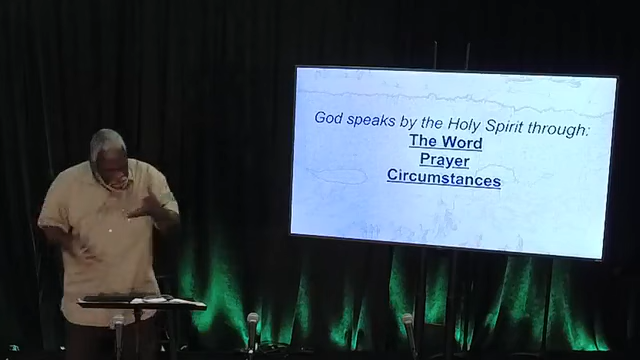 God speaks by the Holy Spirit through:
The Word
Prayer
Circumstances